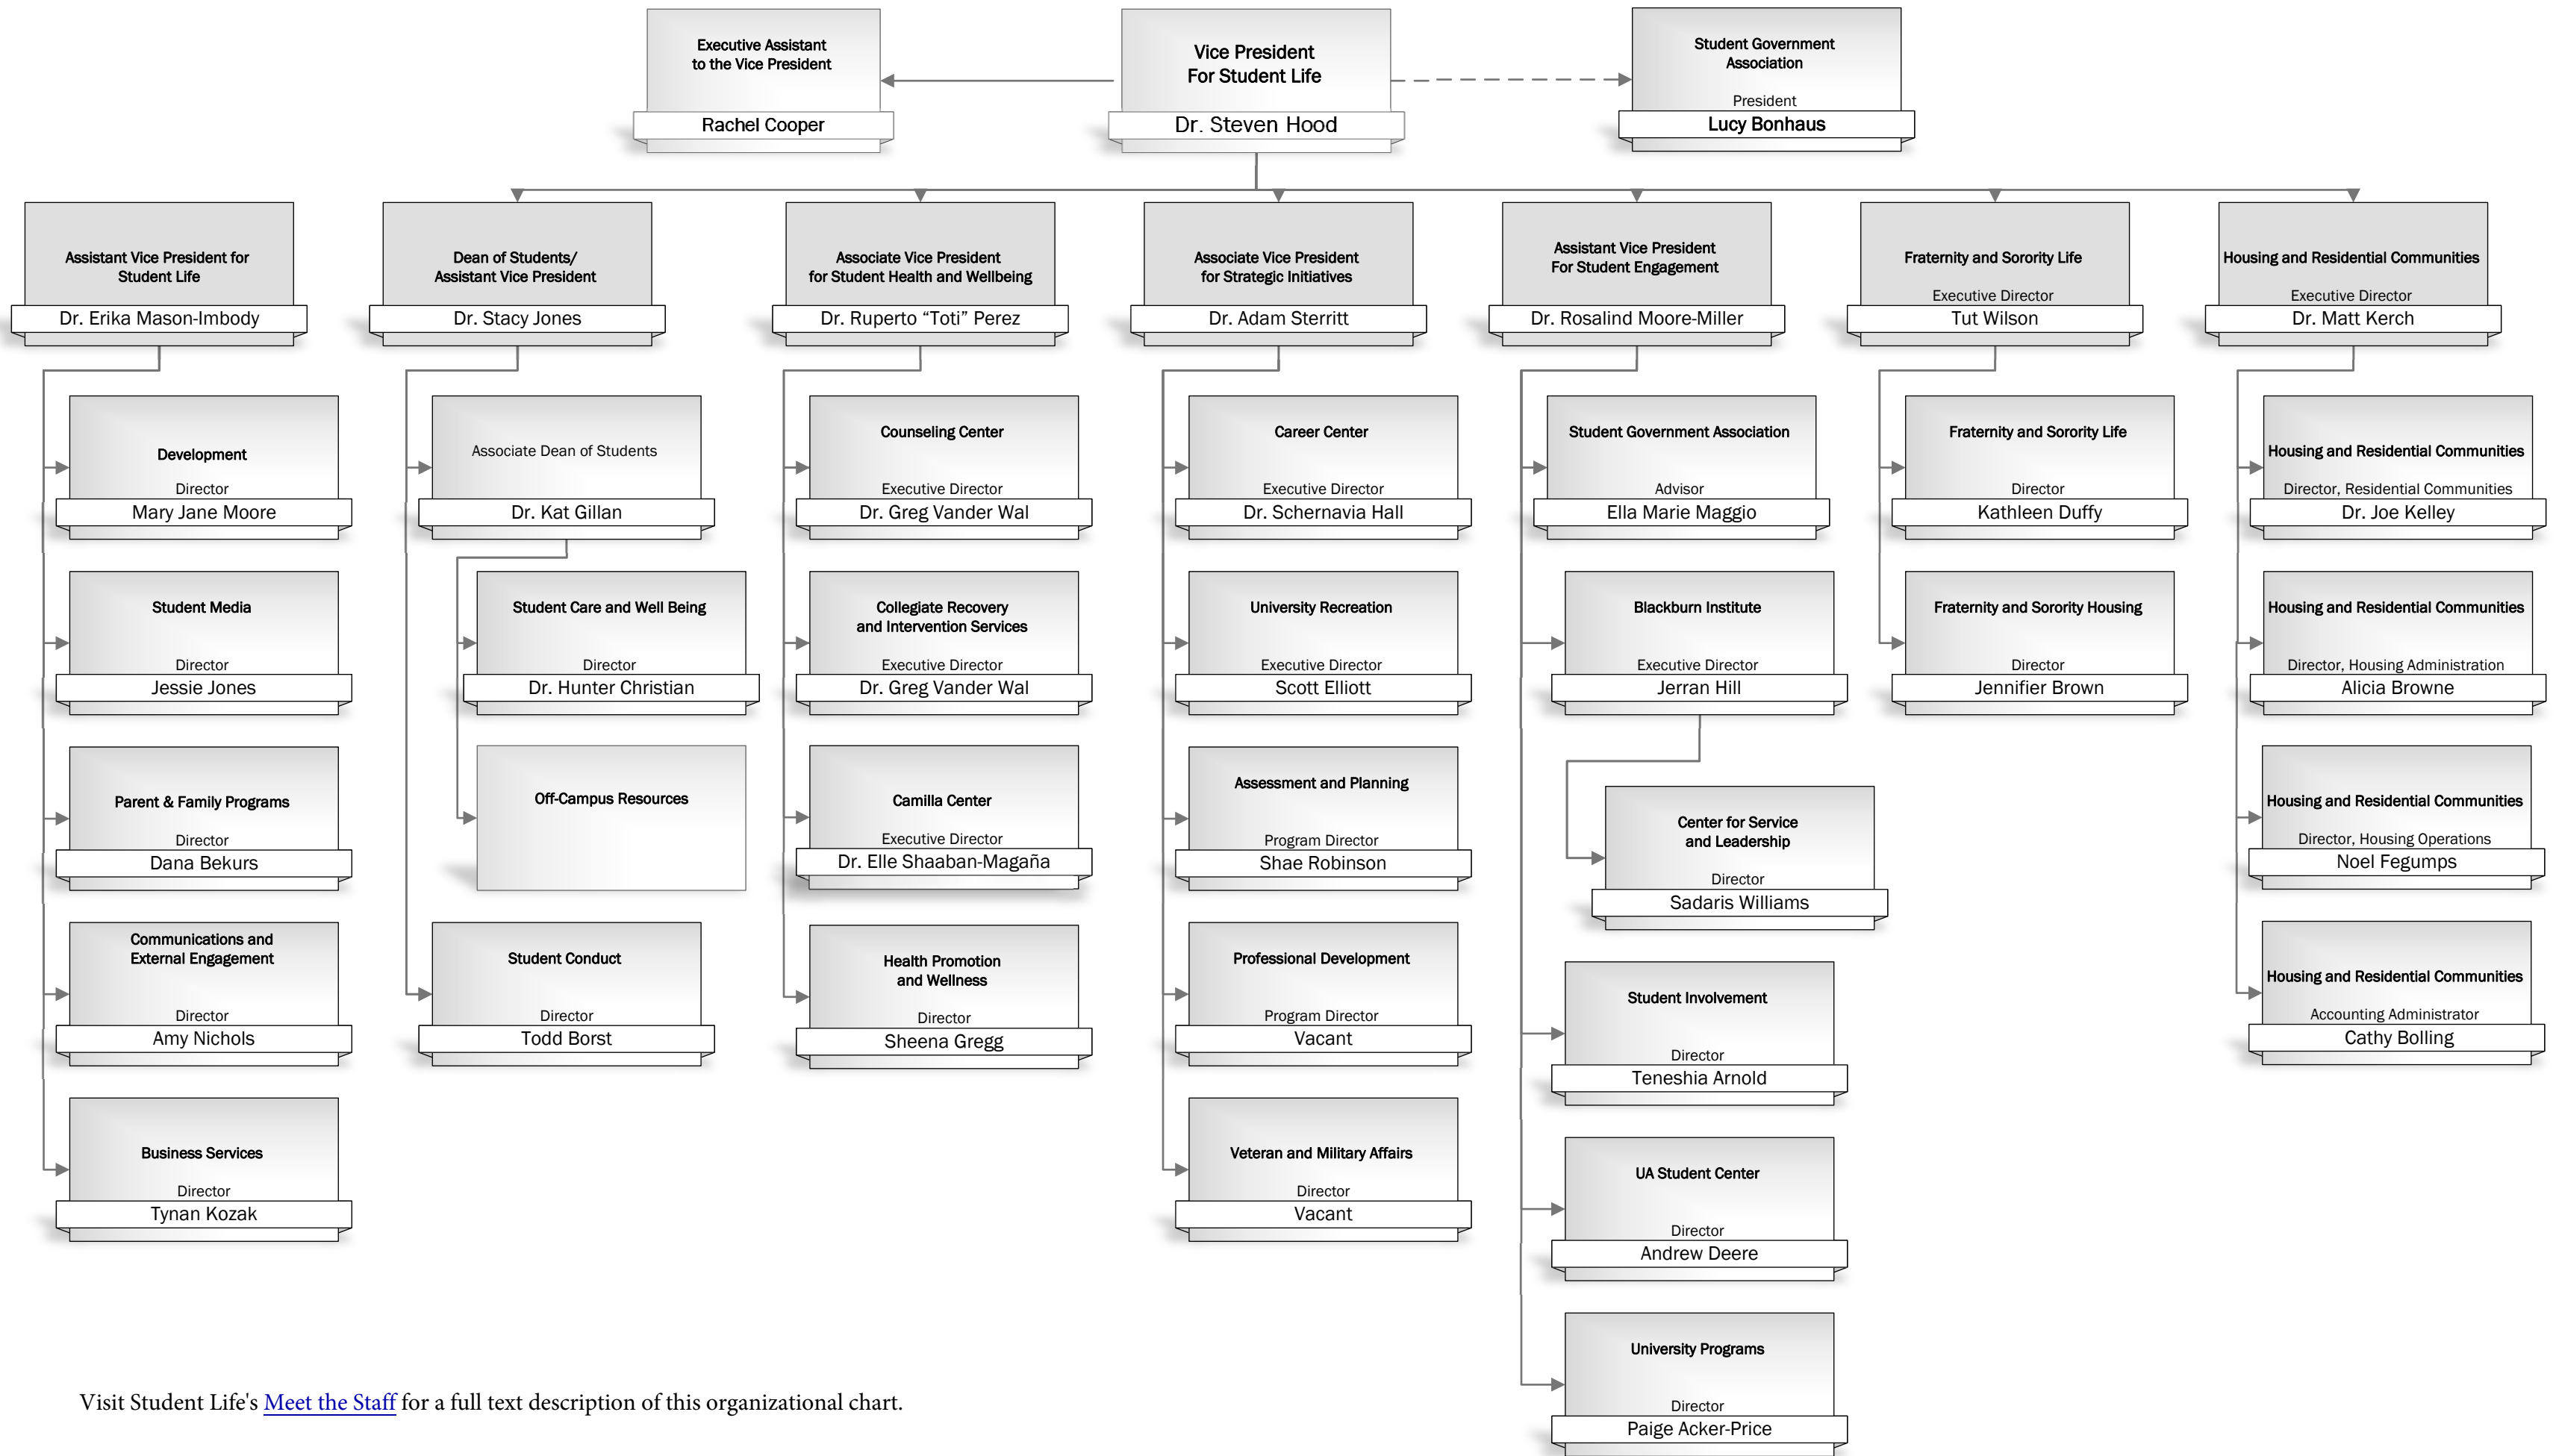 Executive Assistant
to the Vice President
Rachel Cooper
Vice President
For Student Life
Dr. Steven Hood
Student Government
Association
President
Lucy Bonhaus
Assistant Vice President for
Student Life
Dr. Erika Mason-Imbody
Dean of Students/
Assistant Vice President
Dr. Stacy Jones
Associate Vice President
for Student Health and Wellbeing
Dr. Ruperto “Toti” Perez
Associate Vice President
for Strategic Initiatives
Dr. Adam Sterritt
Assistant Vice President
For Student Engagement
Dr. Rosalind Moore-Miller
Fraternity and Sorority Life
Executive Director
Tut Wilson
Housing and Residential Communities
Executive Director
Dr. Matt Kerch
Development
Director
Mary Jane Moore
Student Media
Director
Jessie Jones
Parent & Family Programs
Director
Dana Bekurs
Communications and
External Engagement
Director
Amy Nichols
Business Services
Director
Tynan Kozak
Associate Dean of Students
Dr. Kat Gillan
Student Care and Well Being
Director
Dr. Hunter Christian
Off-Campus Resources
Student Conduct
Director
Todd Borst
Counseling Center
Executive Director
Dr. Greg Vander Wal
Collegiate Recovery
and Intervention Services
Executive Director
Dr. Greg Vander Wal
Camilla Center
Executive Director
Dr. Elle Shaaban-Magaña
Health Promotion
and Wellness
Director
Sheena Gregg
Career Center
Executive Director
Dr. Schernavia Hall
University Recreation
Executive Director
Scott Elliott
Assessment and Planning
Program Director
Shae Robinson
Professional Development
Program Director
Vacant
Veteran and Military Affairs
Director
Vacant
Student Government Association
Advisor
Ella Marie Maggio
Blackburn Institute
Executive Director
Jerran Hill
Center for Service
and Leadership
Director
Sadaris Williams
Student Involvement
Director
Teneshia Arnold
UA Student Center
Director
Andrew Deere
University Programs
Director
Paige Acker-Price
Fraternity and Sorority Life
Director
Kathleen Duffy
Fraternity and Sorority Housing
Director
Jennifier Brown
Housing and Residential Communities
Director, Residential Communities
Dr. Joe Kelley
Housing and Residential Communities
Director, Housing Administration
Alicia Browne
Housing and Residential Communities
Director, Housing Operations
Noel Fegumps
Housing and Residential Communities
Accounting Administrator
Cathy Bolling
Visit Student Life's Meet the Staff for a full text description of this organizational chart.